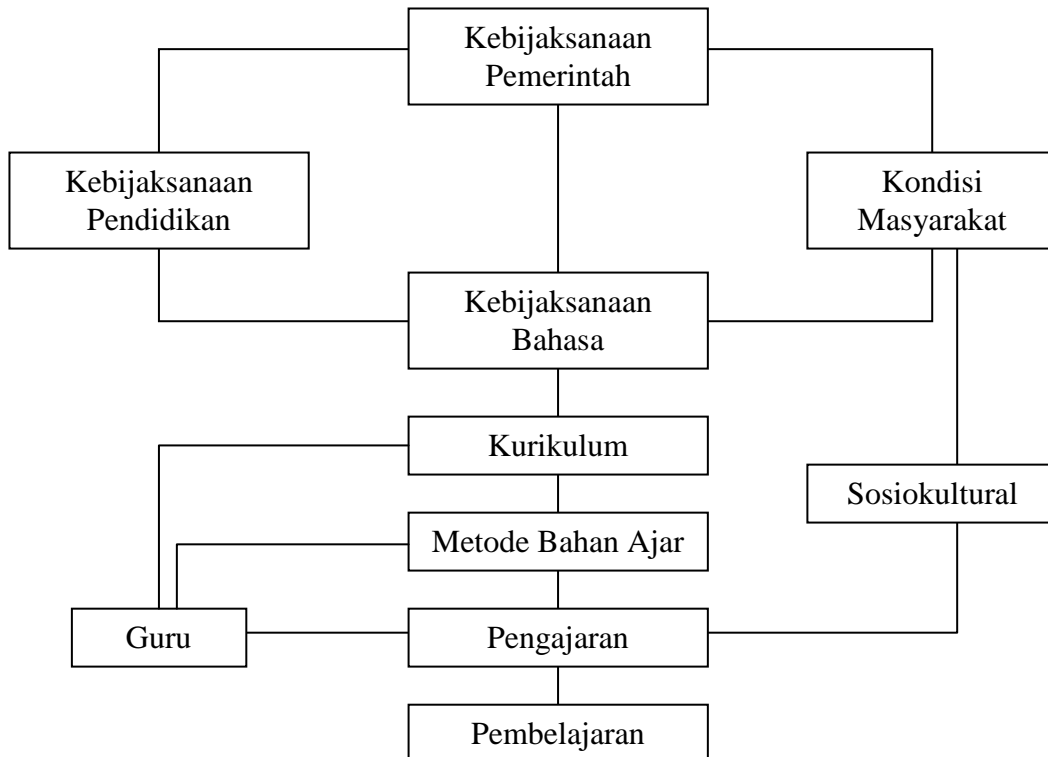 Kebijaksanaan
Pemerintah
Kebijaksanaan
Pendidikan
Kondisi
Masyarakat
Kebijaksanaan
Bahasa
Kurikulum
Sosiokultural
Metode Bahan Ajar
Guru
Pengajaran
Pembelajaran